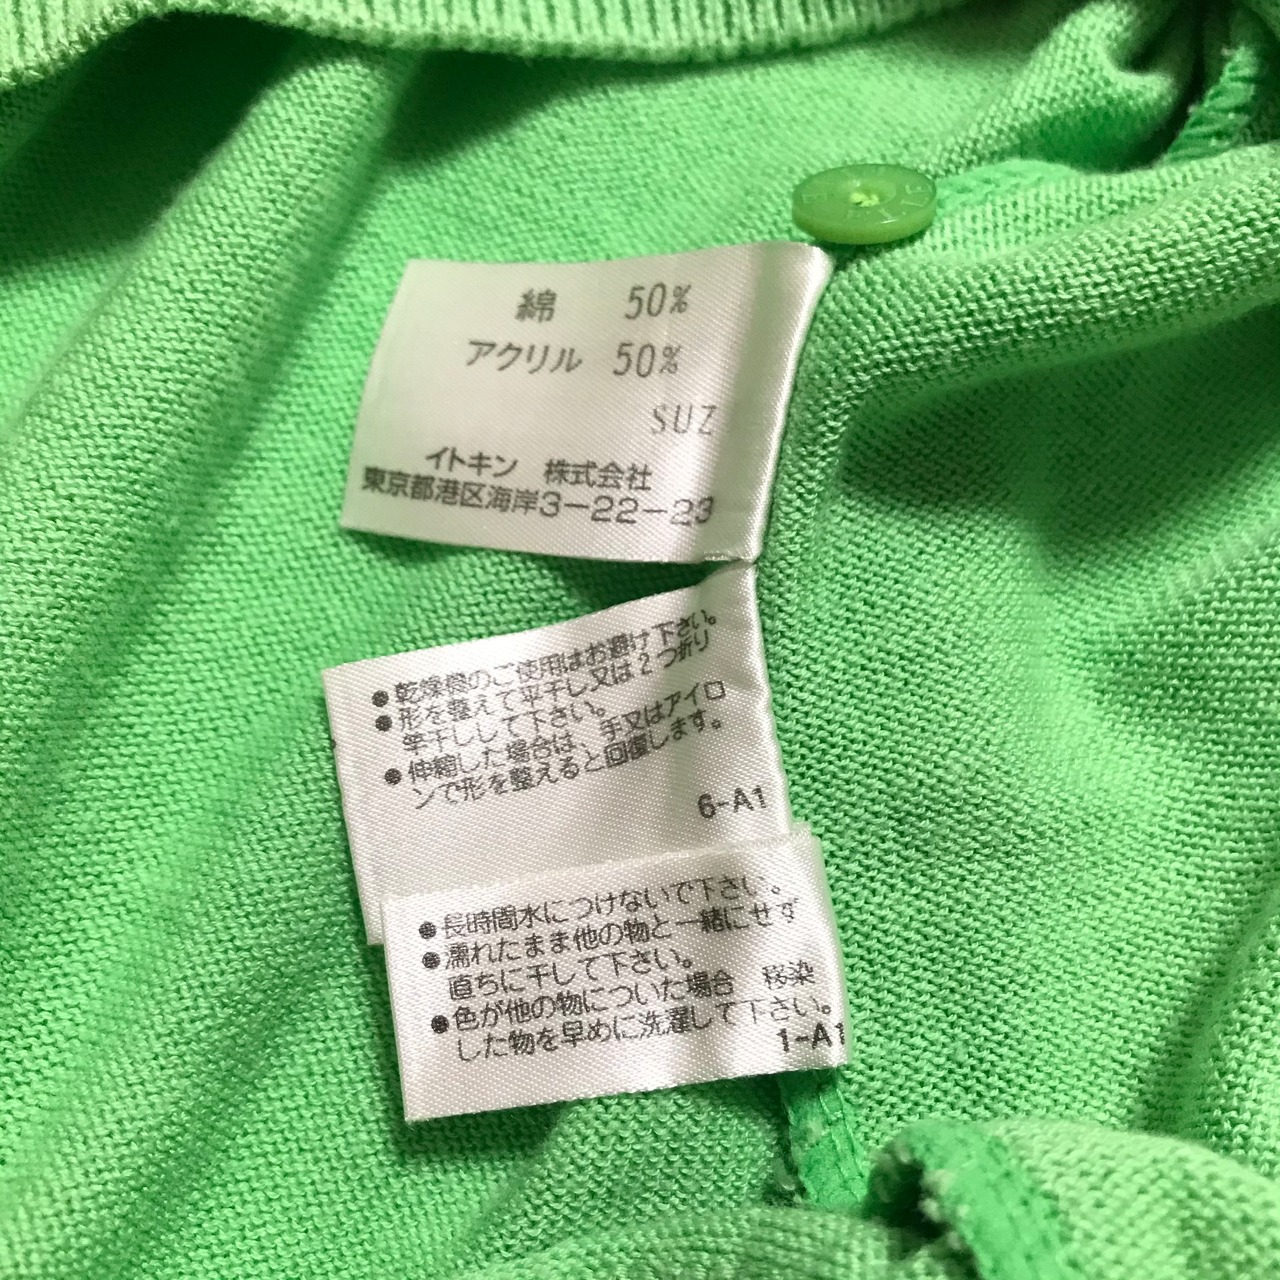 綿 50%
アクリル 50%
SUZ
イトキン 株式会社
東京都港区海岸3-22-23
●乾燥機のご使用はお避け下さい。
●形を整えて平干し又は2つ折り
竿干しして下さい。
●伸縮した場合は、手又はアイロ
ンで形を整えると回復します。
6-A1
●長時間水につけないで下さい。
●濡れたまま他の物と一緒にせず
直ちに干して下さい。
●色が他の物についた場合 移染
した物を早めに洗濯して下さい。
1-A1